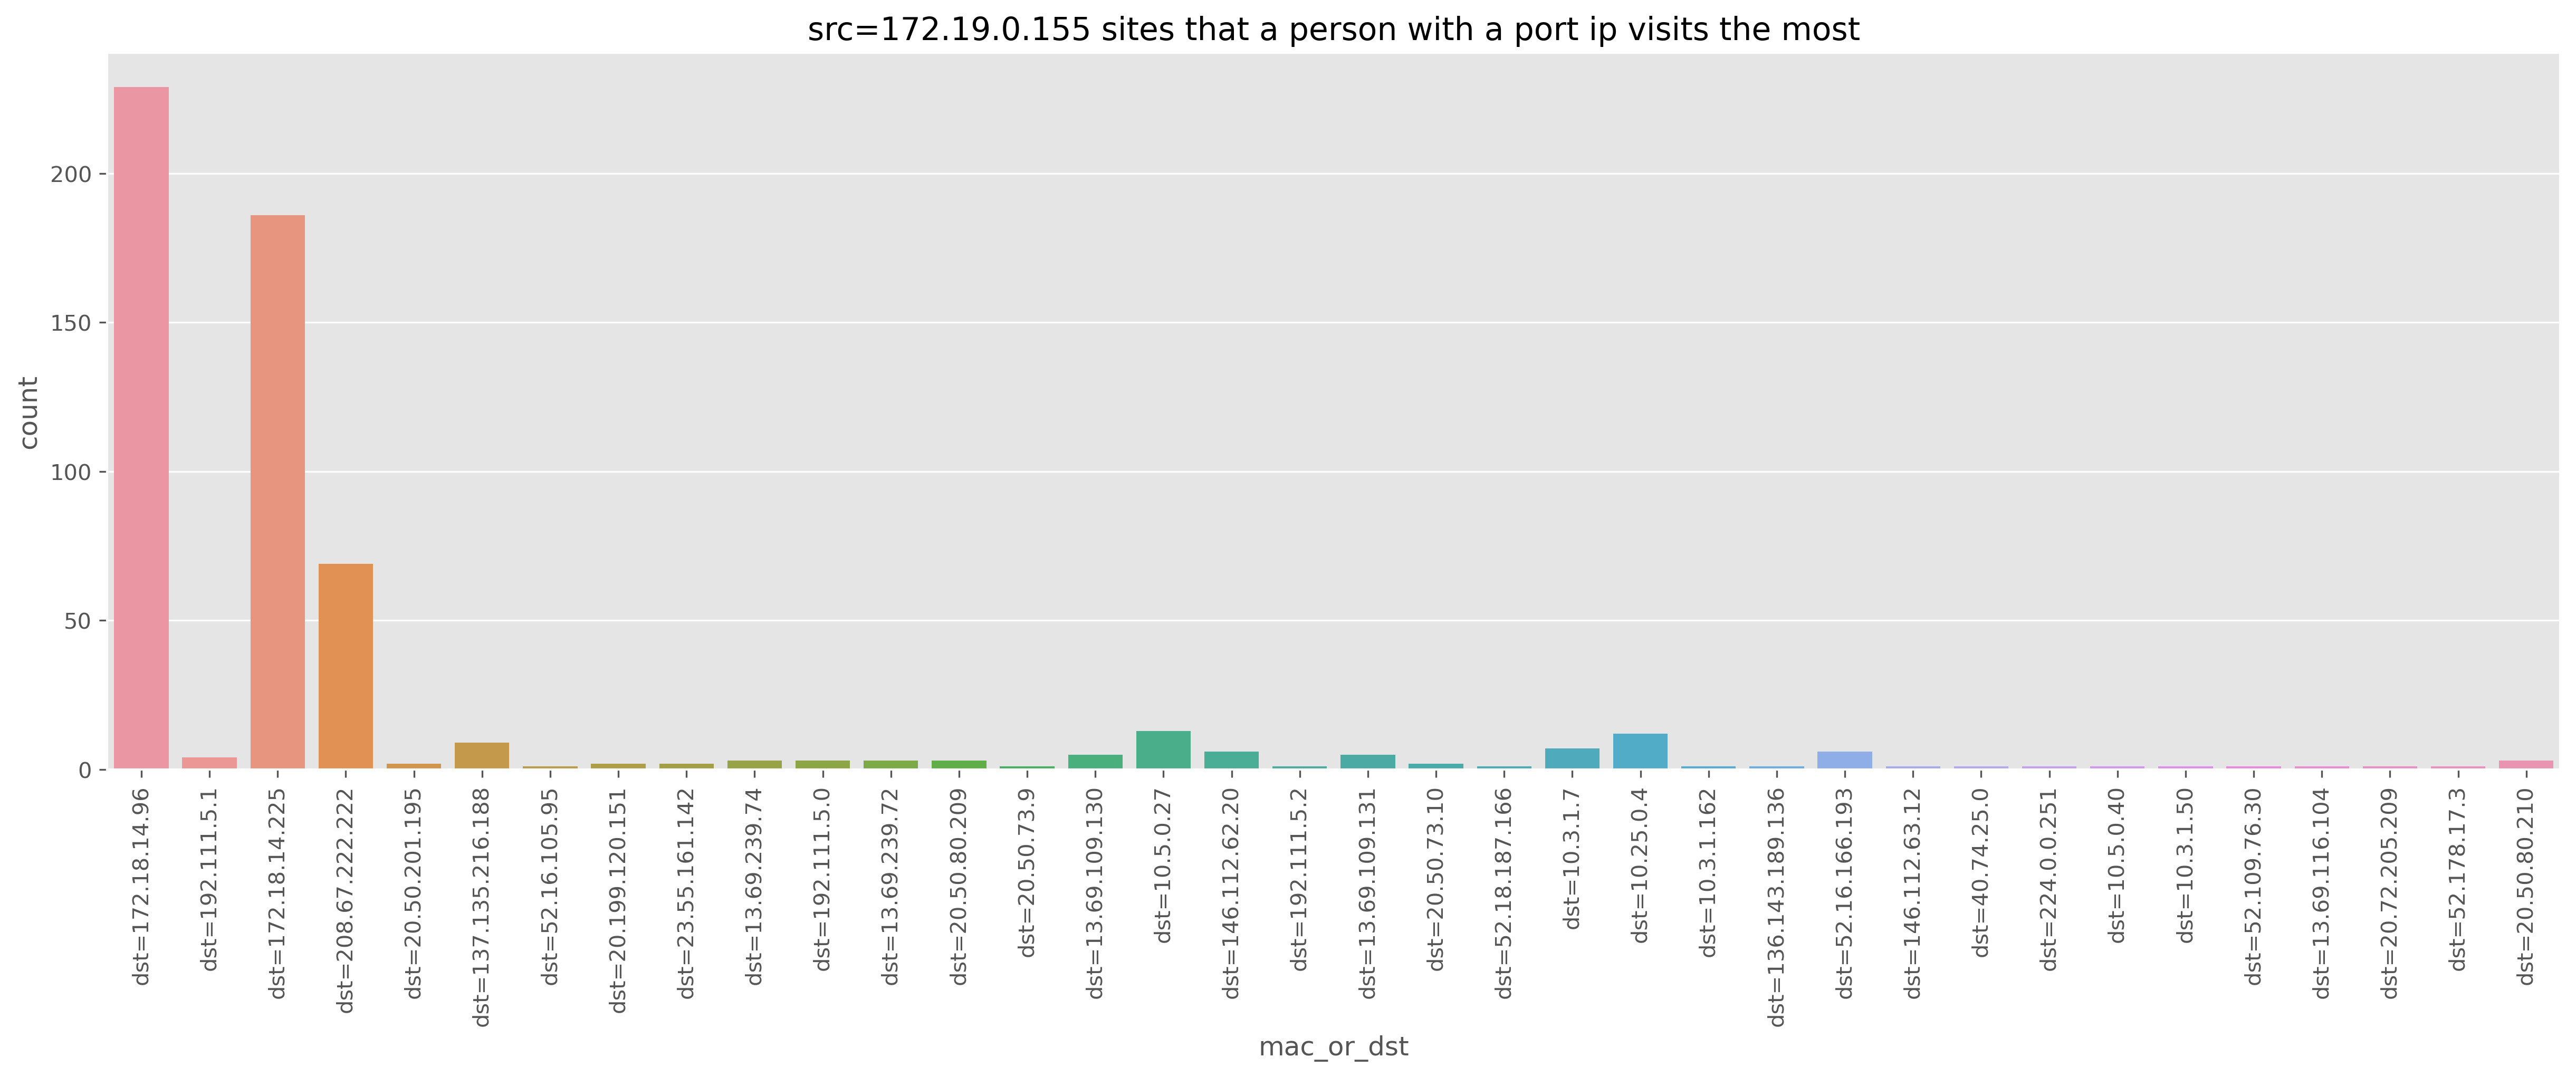 src=172.19.0.155 sites that a person with a port ip visits the most
count
200
150
100
50
0
dst=172.18.14.96
dst=192.111.5.1
dst=172.18.14.225
dst=208.67.222.222
dst=20.50.201.195
dst=137.135.216.188
dst=52.16.105.95
dst=20.199.120.151
dst=23.55.161.142
dst=13.69.239.74
dst=192.111.5.0
dst=13.69.239.72
dst=20.50.80.209
dst=20.50.73.9
dst=13.69.109.130
dst=10.5.0.27
dst=146.112.62.20
dst=192.111.5.2
dst=13.69.109.131
dst=20.50.73.10
dst=52.18.187.166
dst=10.3.1.7
dst=10.25.0.4
dst=10.3.1.162
dst=136.143.189.136
dst=52.16.166.193
dst=146.112.63.12
dst=40.74.25.0
dst=224.0.0.251
dst=10.5.0.40
dst=10.3.1.50
dst=52.109.76.30
dst=13.69.116.104
dst=20.72.205.209
dst=52.178.17.3
dst=20.50.80.210
mac_or_dst